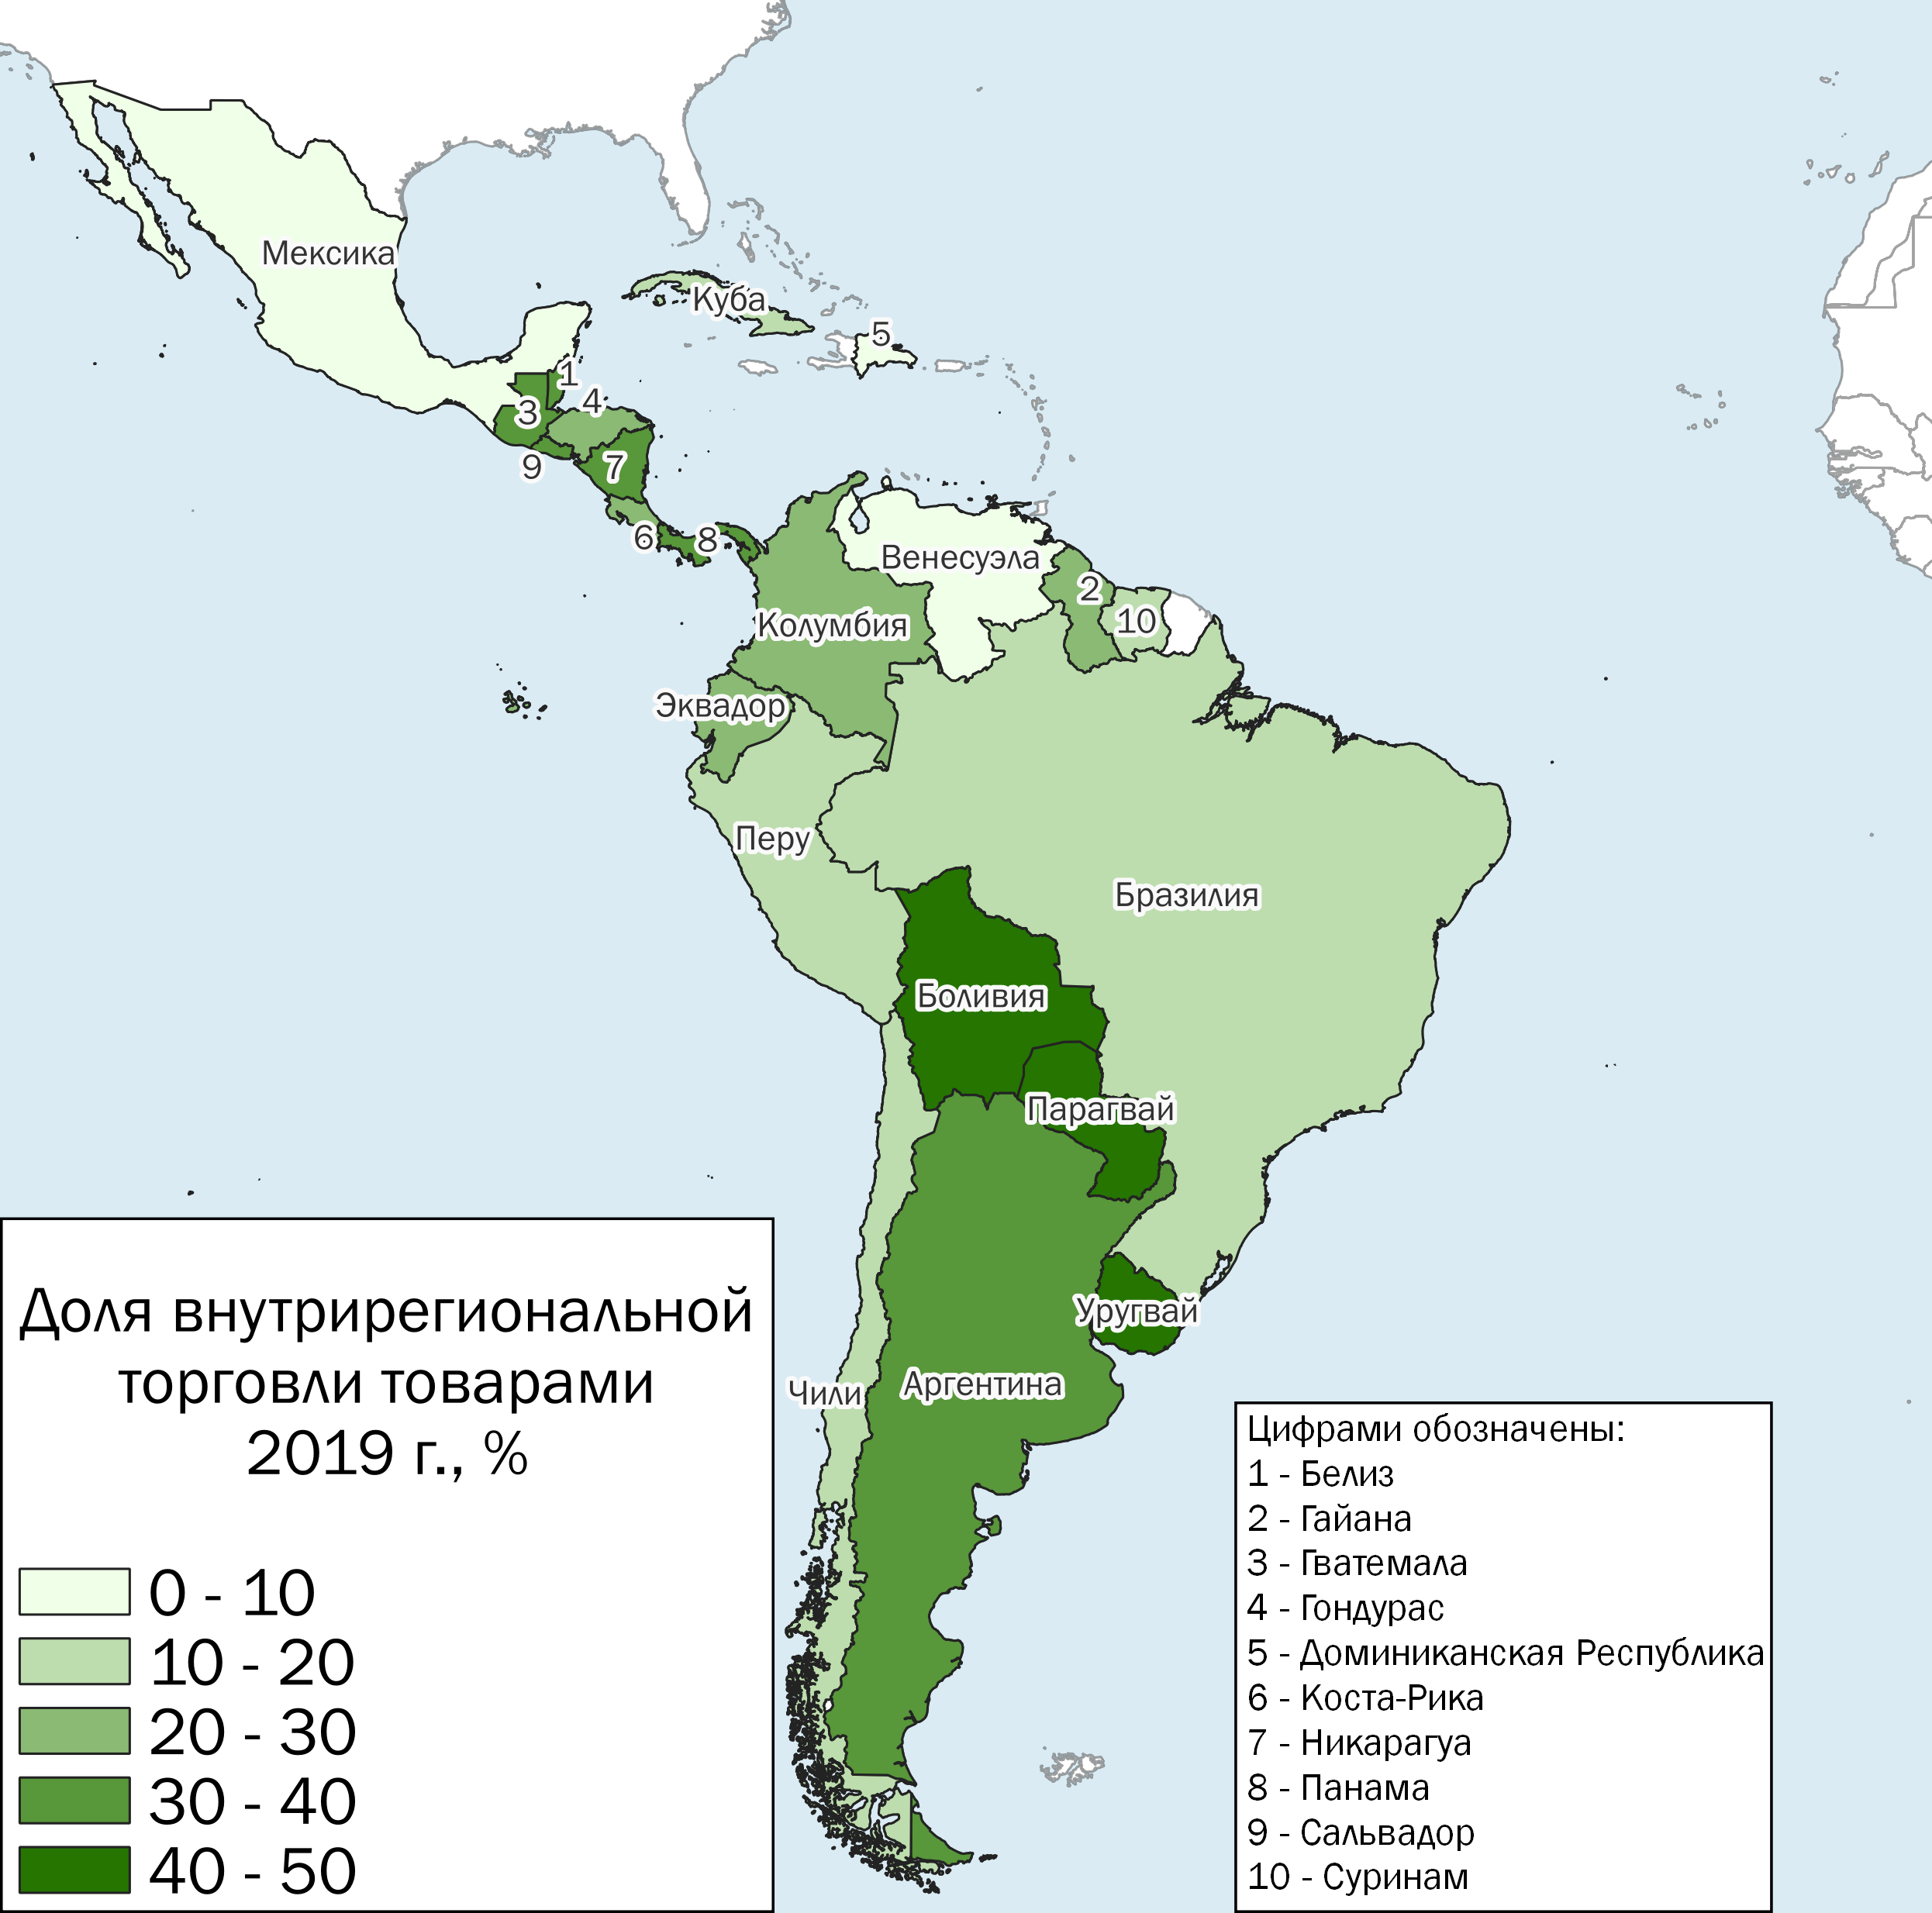 Мексика
Куба
5
1
4
3
9
7
6
8
Венесуэла
2
10
Колумбия
Эквадор
Перу
Бразилия
Боливия
Парагвай
Уругвай
Чили
Аргентина
Доля внутрирегиональной
торговли товарами
2019 г., %
0 - 10
10 - 20
20 - 30
30 - 40
40 - 50
Цифрами обозначены:
1 - Белиз
2 - Гайана
3 - Гватемала
4 - Гондурас
5 - Доминиканская Республика
6 - Коста-Рика
7 - Никарагуа
8 - Панама
9 - Сальвадор
10 - Суринам